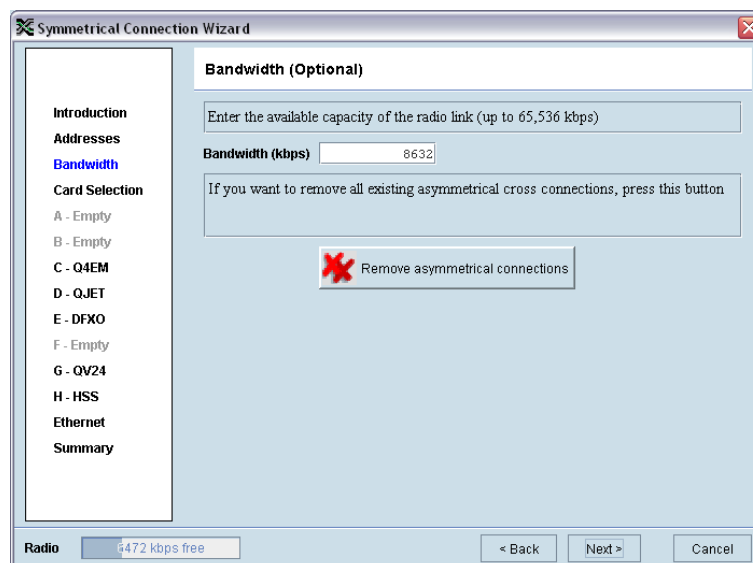 Symmetrical Connection Wizard
Bandwidth (Optional)
Introduction
Addresses
Bandwidth
Card Selection
A - Empty
B - Empty
C - Q4EM
D - QJET
E - DFXO
F - Empty
G - QV24
H - HSS
Ethernet
Summary
Enter the available capacity of the radio link (up to 65,536 kbps)
Bandwidth (kbps) 8632
If you want to remove all existing asymmetrical cross connections, press this button
Remove asymmetrical connections
Radio
kbps free
< Back
Next >
Cancel